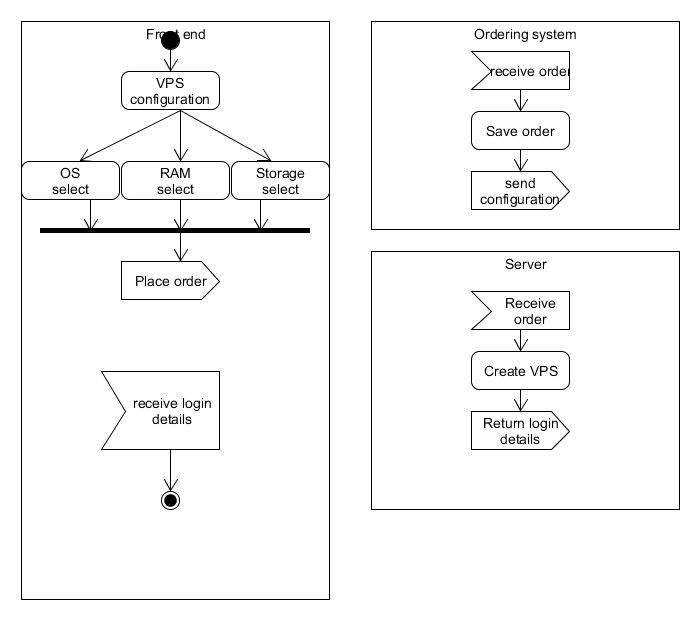 Front end
VPS
configuration
OS
select
RAM
select
Storage
select
Place order
receive login
details
Ordering system
receive order
Save order
send
configuration
Server
Receive
order
Create VPS
Return login
details